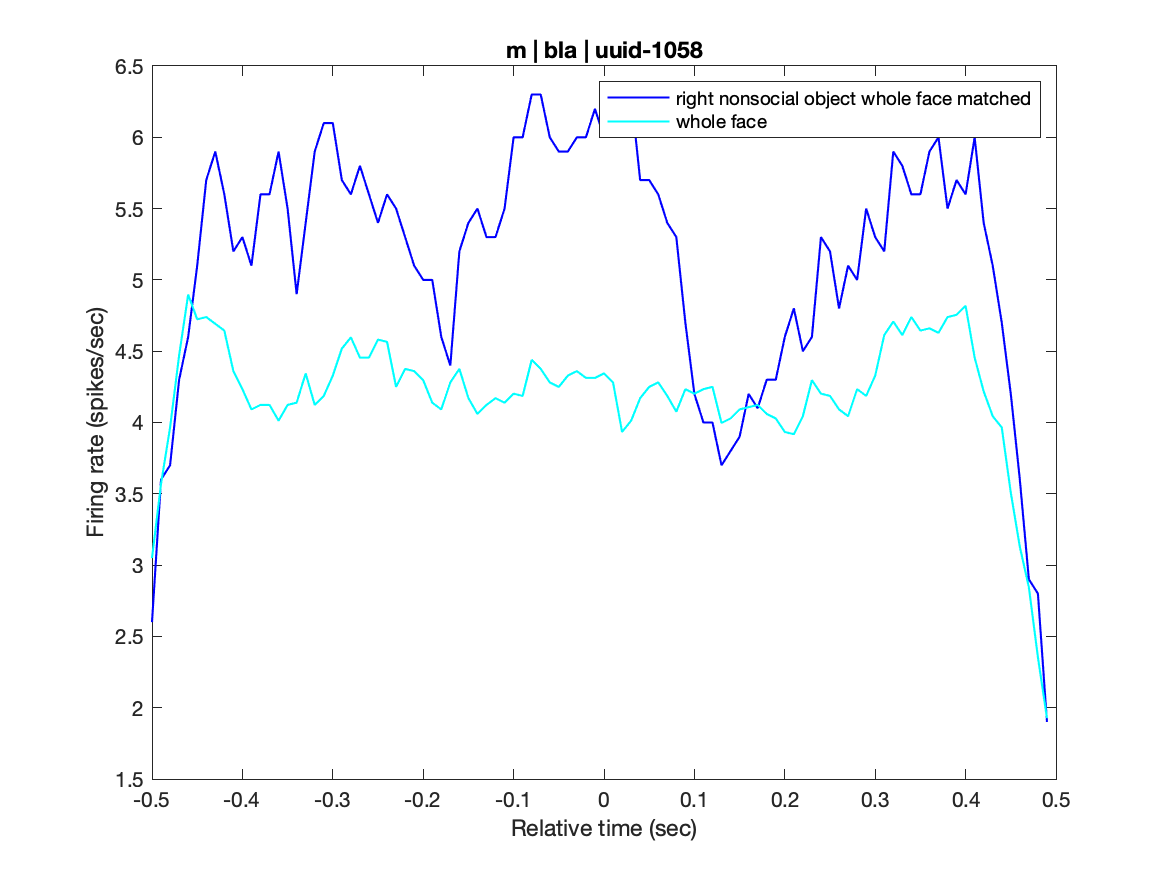 m | bla | uuid-1058
right nonsocial object whole face matched
whole face
6.5
6
5.5
5
4.5
4
3.5
3
2.5
2
1.5
Firing rate (spikes/sec)
-0.5 -0.4 -0.3 -0.2 -0.1 0 0.1 0.2 0.3 0.4 0.5
Relative time (sec)